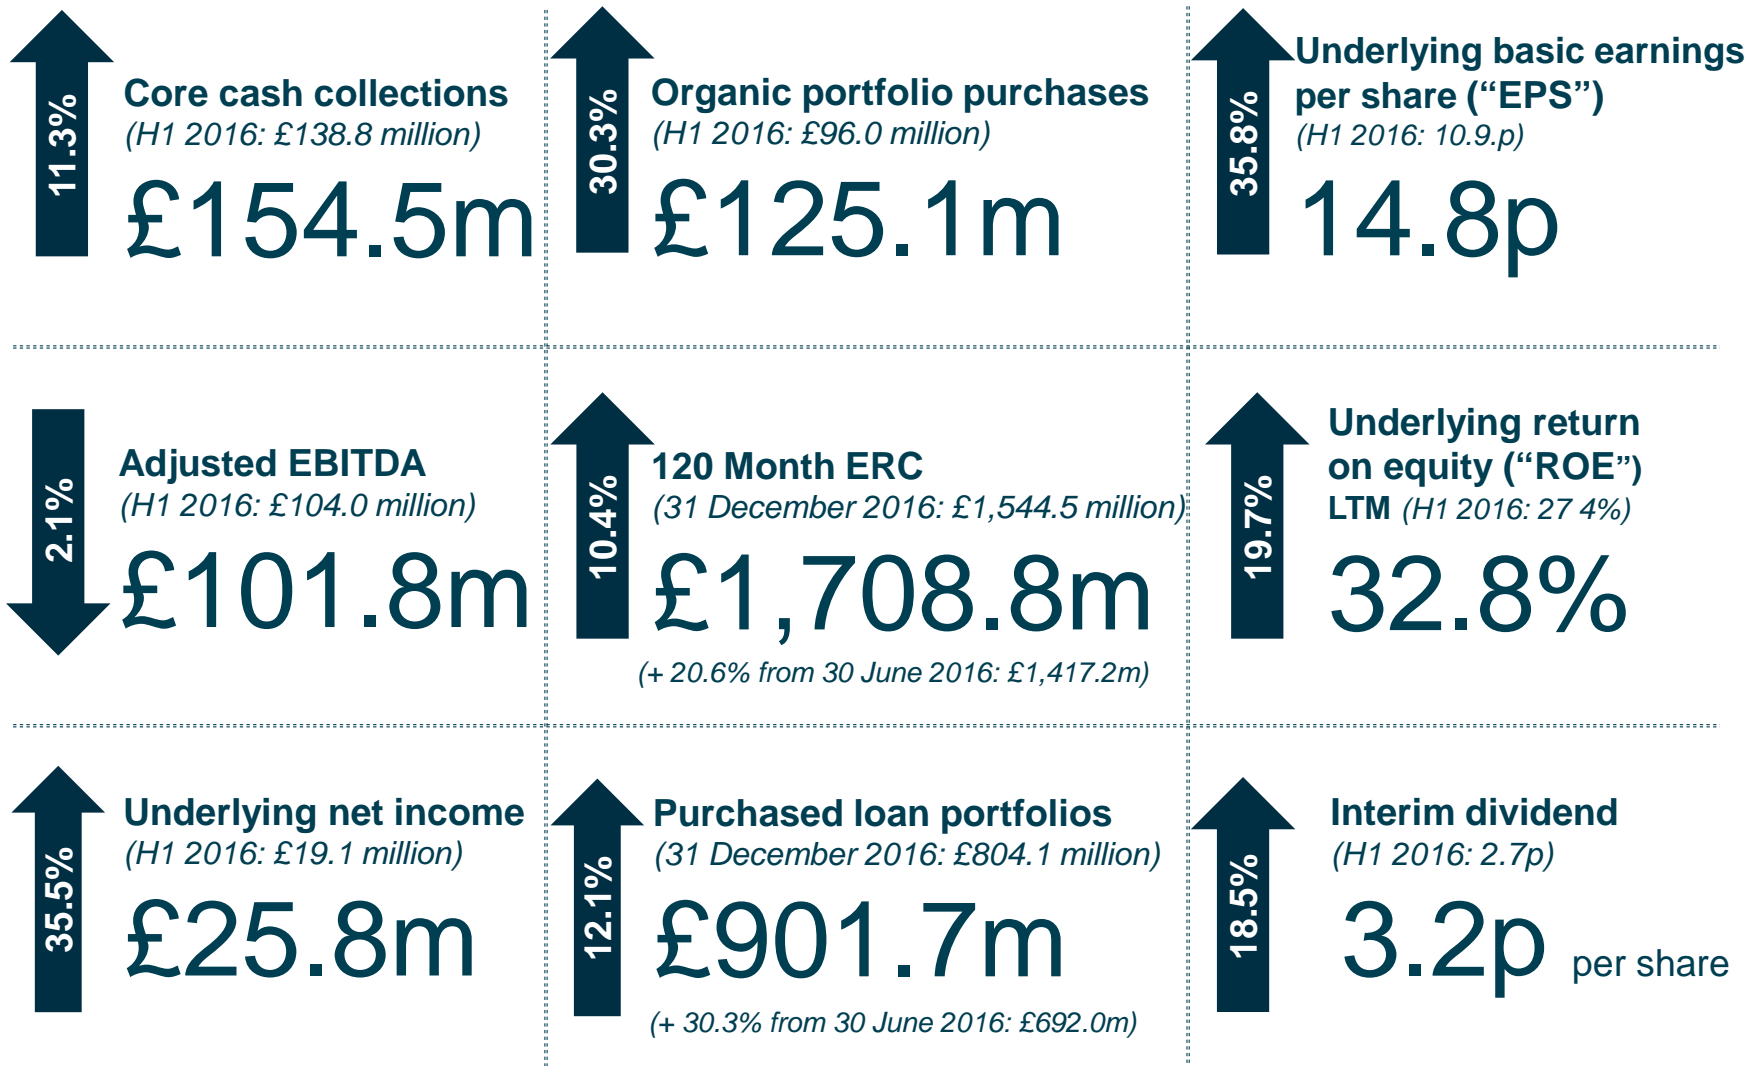 11.3%
Core cash collections
(H1 2016: £138.8 million)
£154.5m
30.3%
Organic portfolio purchases
(H1 2016: £96.0 million)
£125.1m
35.8%
Underlying basic earnings
per share (“EPS”)
(H1 2016: 10.9.p)
14.8p
2.1%
Adjusted EBITDA
(H1 2016: £104.0 million)
£101.8m
10.4%
120 Month ERC
(31 December 2016: £1,544.5 million)
£1,708.8m
(+ 20.6% from 30 June 2016: £1,417.2m)
19.7%
Underlying return
on equity (“ROE”)
LTM (H1 2016: 27 4%)
32.8%
35.5%
Underlying net income
(H1 2016: £19.1 million)
£25.8m
12.1%
Purchased loan portfolios
(31 December 2016: £804.1 million)
£901.7m
(+ 30.3% from 30 June 2016: £692.0m)
18.5%
Interim dividend
(H1 2016: 2.7p)
3.2p per share